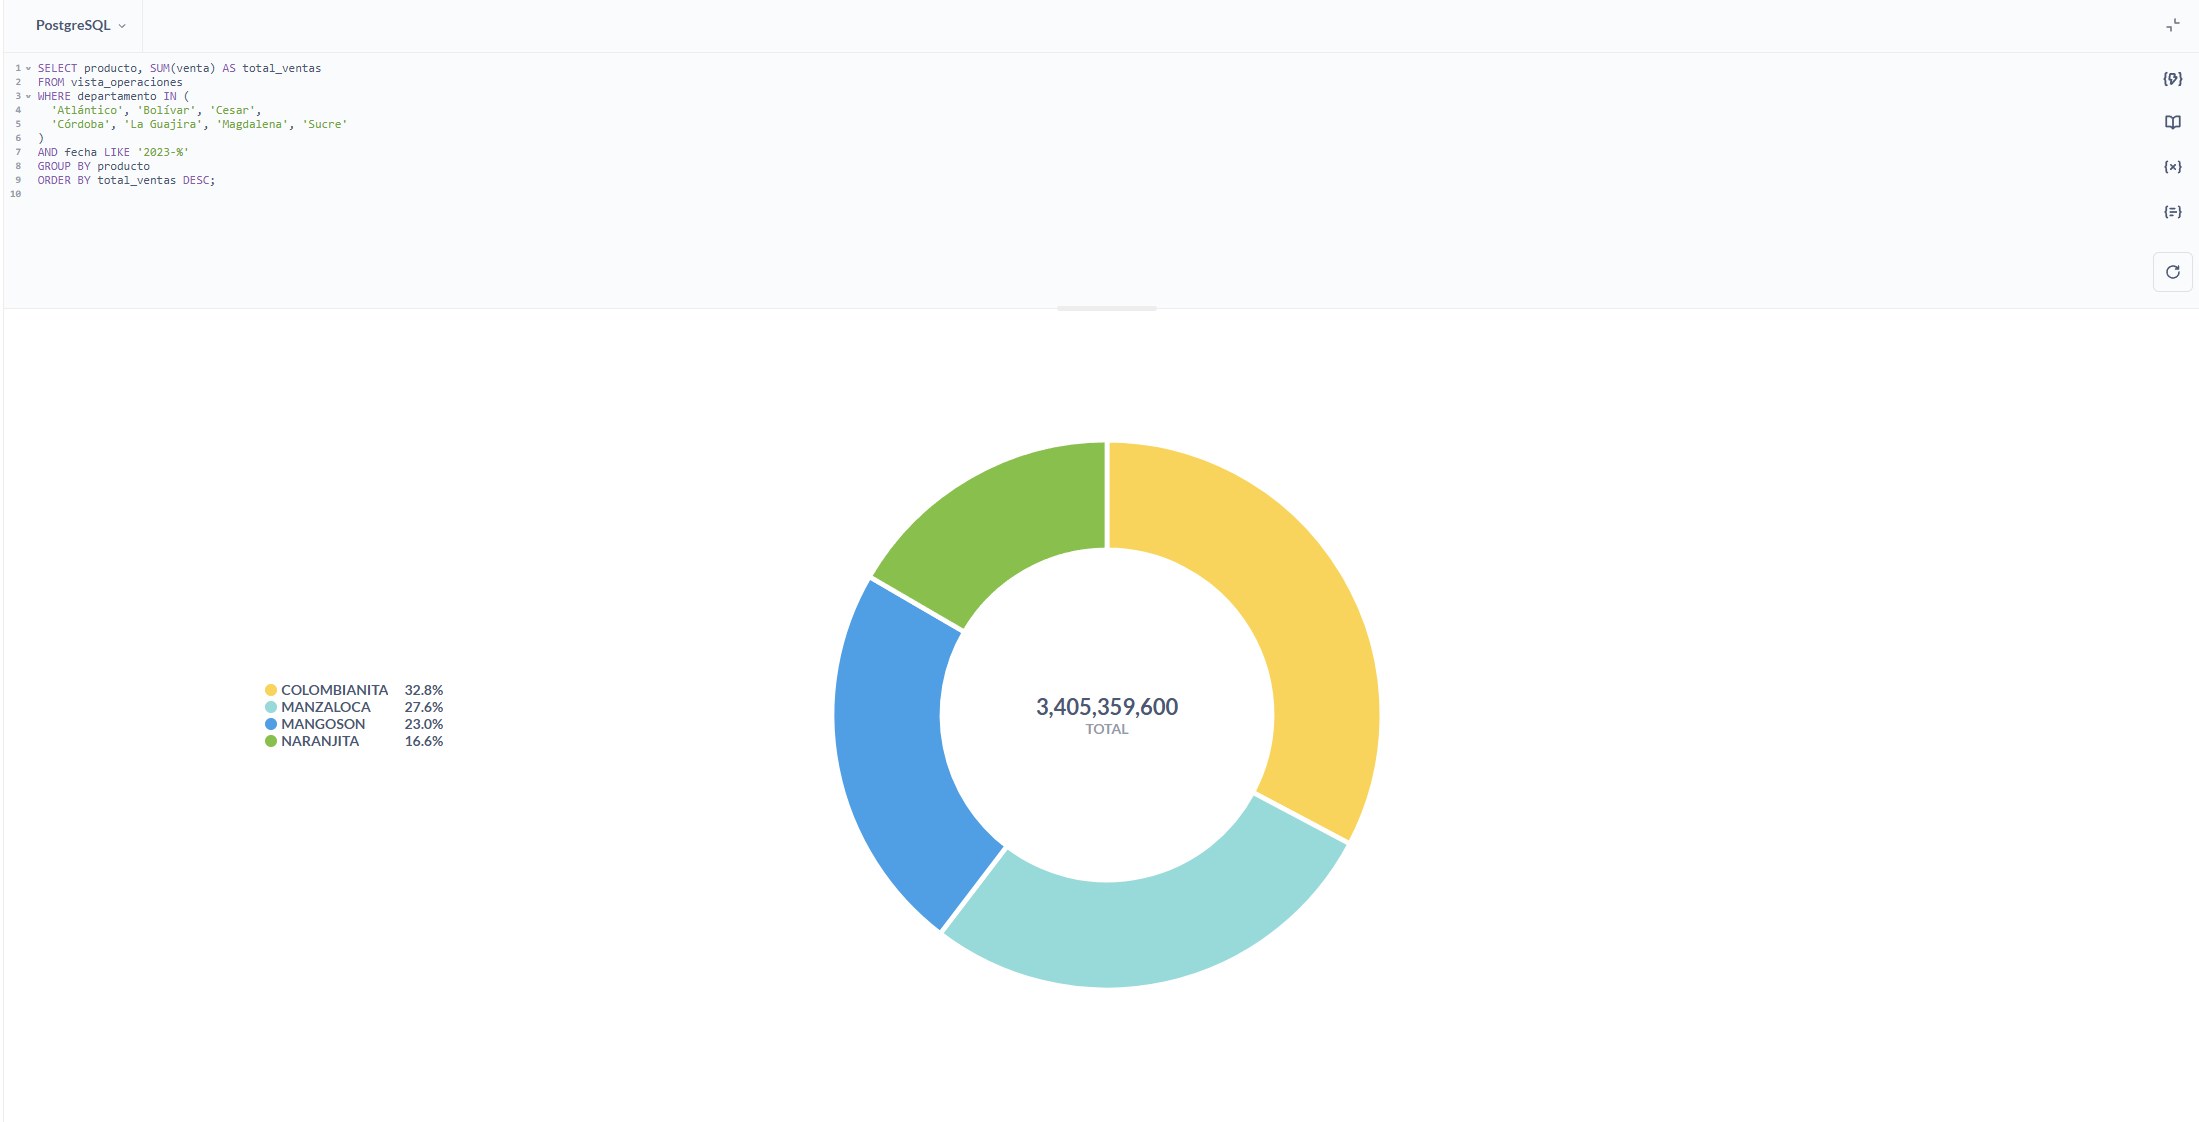 PostgreSQL
1 SELECT producto, SUM(venta) AS total_ventas
2 FROM vista_operaciones
3 WHERE departamento IN (
4 'Atlántico', 'Bolívar', 'Cesar',
5 'Córdoba', 'La Guajira', 'Magdalena', 'Sucre'
6 )
7 AND fecha LIKE '2023-%'
8 GROUP BY producto
9 ORDER BY total_ventas DESC;
10
COLOMBIANITA 32.8%
MANZALOCA 27.6%
MANGOSON 23.0%
NARANJITA 16.6%
3,405,359,600
TOTAL